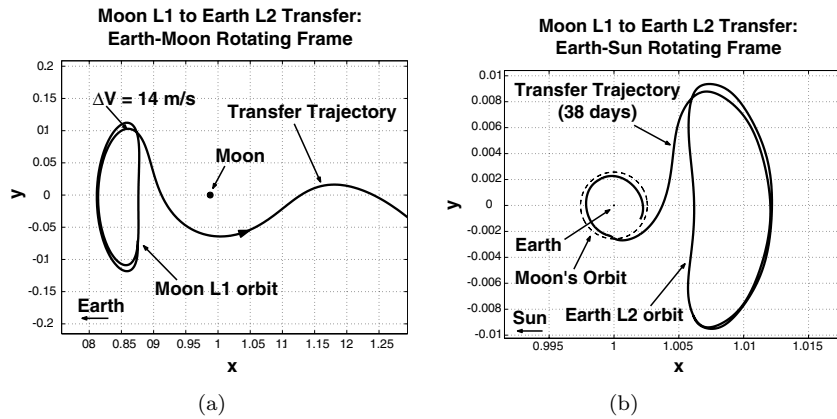 Moon L1 to Earth L2 Transfer:
Earth-Moon Rotating Frame
0.2
0.15
ΔV = 14 m/s
Transfer Trajectory
01
0.05
Moon
y
0
-0.05
Moon L1 orbit
-01
-0.15
Earth
-0.2
08 0.85 09 0.95 1 1.05 11 1.15 12 1.25
x
(a)
Moon L1 to Earth L2 Transfer:
Earth-Sun Rotating Frame
0.01
0.008
Transfer Trajectory
(38 days)
0.006
0.004
0.002
y
0
-0.002
Earth
-0.004
Moon's Orbit
-0.006
Earth L2 orbit
-0.008
Sun
-0.01
0.995 1 1.005 1.01 1.015
x
(b)